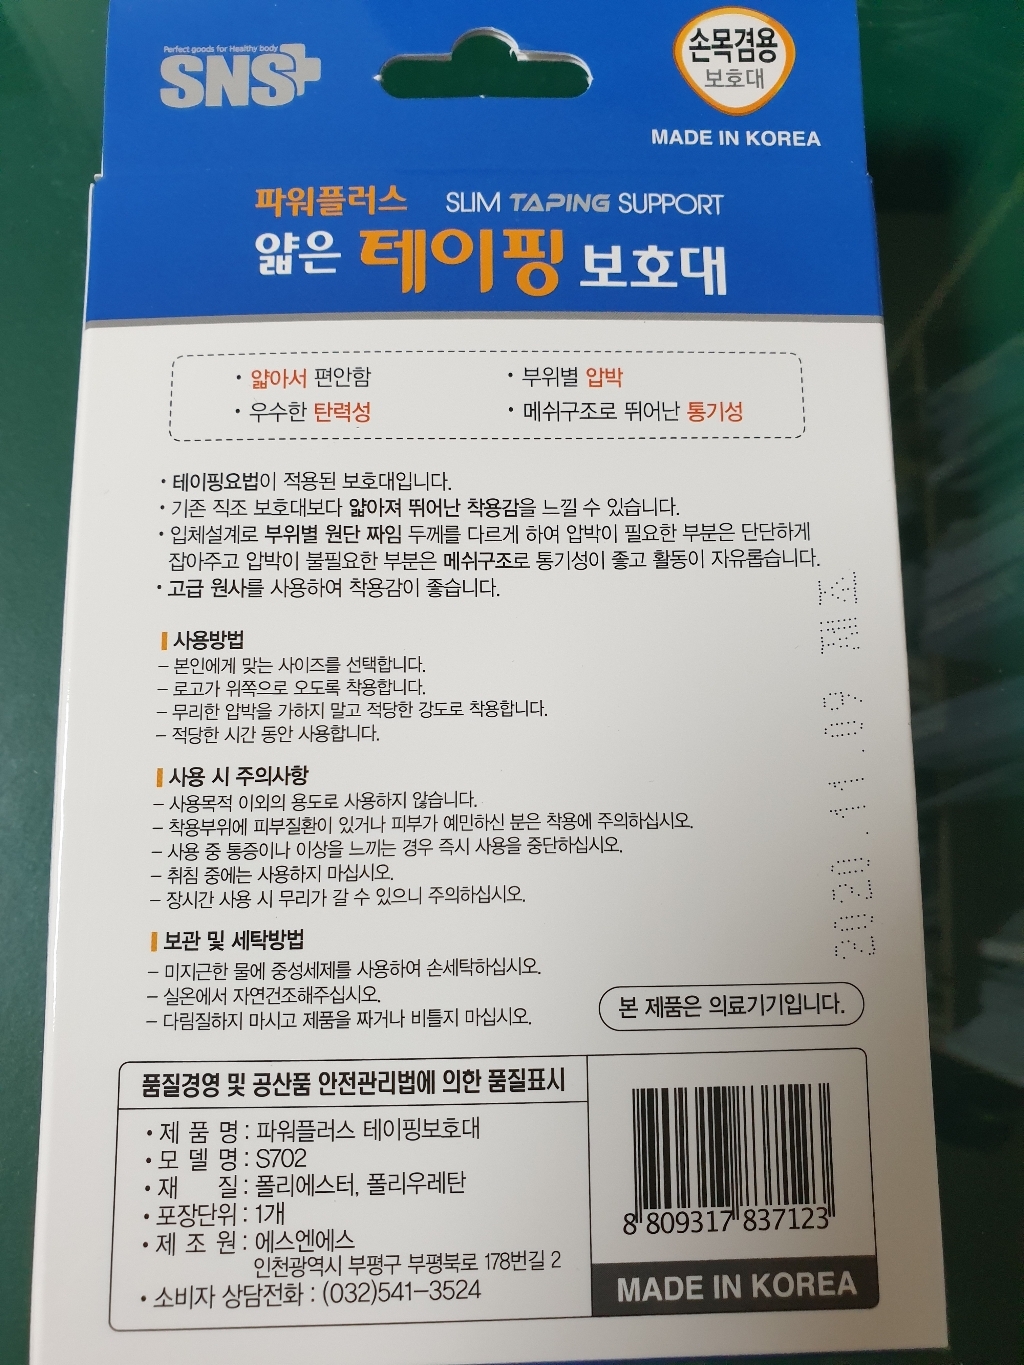 Perfect goods for Healthy body
SNS
손목겸용
보호대
MADE IN KOREA
파워플러스 SLIM TAPING SUPPORT
얇은 테이핑 보호대
· 얇아서 편안함
· 부위별 압박
· 우수한 탄력성
· 메쉬구조로 뛰어난 통기성
· 테이핑요법이 적용된 보호대입니다.
· 기존 직조 보호대보다 얇아져 뛰어난 착용감을 느낄 수 있습니다.
· 입체설계로 부위별 원단 짜임 두께를 다르게 하여 압박이 필요한 부분은 단단하게
잡아주고 압박이 불필요한 부분은 메쉬구조로 통기성이 좋고 활동이 자유롭습니다.
· 고급 원사를 사용하여 착용감이 좋습니다.
사용방법
- 본인에게 맞는 사이즈를 선택합니다.
- 로고가 위쪽으로 오도록 착용합니다.
- 무리한 압박을 가하지 말고 적당한 강도로 착용합니다.
- 적당한 시간 동안 사용합니다.
사용 시 주의사항
- 사용목적 이외의 용도로 사용하지 않습니다.
- 착용부위에 피부질환이 있거나 피부가 예민하신 분은 착용에 주의하십시오.
- 사용 중 통증이나 이상을 느끼는 경우 즉시 사용을 중단하십시오.
- 취침 중에는 사용하지 마십시오.
- 장시간 사용 시 무리가 갈 수 있으니 주의하십시오.
보관 및 세탁방법
- 미지근한 물에 중성세제를 사용하여 손세탁하십시오.
- 실온에서 자연건조해주십시오.
- 다림질하지 마시고 제품을 짜거나 비틀지 마십시오.
2020.11.09 제조
본 제품은 의료기기입니다.
품질경영 및 공산품 안전관리법에 의한 품질표시
· 제 품 명 : 파워플러스 테이핑보호대
· 모 델 명 : S702
· 재 질 : 폴리에스터, 폴리우레탄
· 포장단위 : 1개
· 제 조 원 : 에스엔에스
인천광역시 부평구 부평북로 178번길 2
· 소비자 상담전화 : (032)541-3524
8 809317 837123
MADE IN KOREA